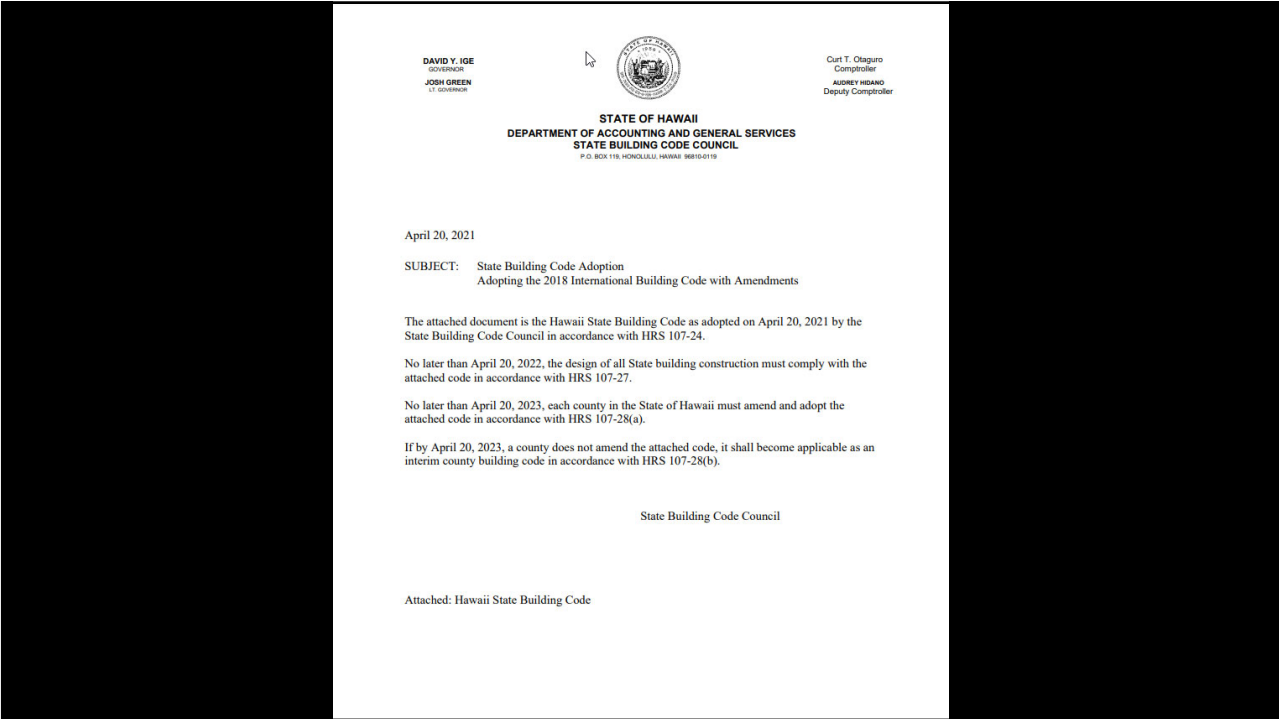 DAVID Y. IGE
GOVERNOR
JOSH GREEN
LT. GOVERNOR
STATE OF HAWAII
1959
Curt T. Otaguro
Comptroller
AUDREY HIDANO
Deputy Comptroller
STATE OF HAWAII
DEPARTMENT OF ACCOUNTING AND GENERAL SERVICES
STATE BUILDING CODE COUNCIL
P.O. BOX 119, HONOLULU, HAWAII 96810-0119
April 20, 2021
SUBJECT: State Building Code Adoption
Adopting the 2018 International Building Code with Amendments
The attached document is the Hawaii State Building Code as adopted on April 20, 2021 by the
State Building Code Council in accordance with HRS 107-24.
No later than April 20, 2022, the design of all State building construction must comply with the
attached code in accordance with HRS 107-27.
No later than April 20, 2023, each county in the State of Hawaii must amend and adopt the
attached code in accordance with HRS 107-28(a).
If by April 20, 2023, a county does not amend the attached code, it shall become applicable as an
interim county building code in accordance with HRS 107-28(b).
State Building Code Council
Attached: Hawaii State Building Code